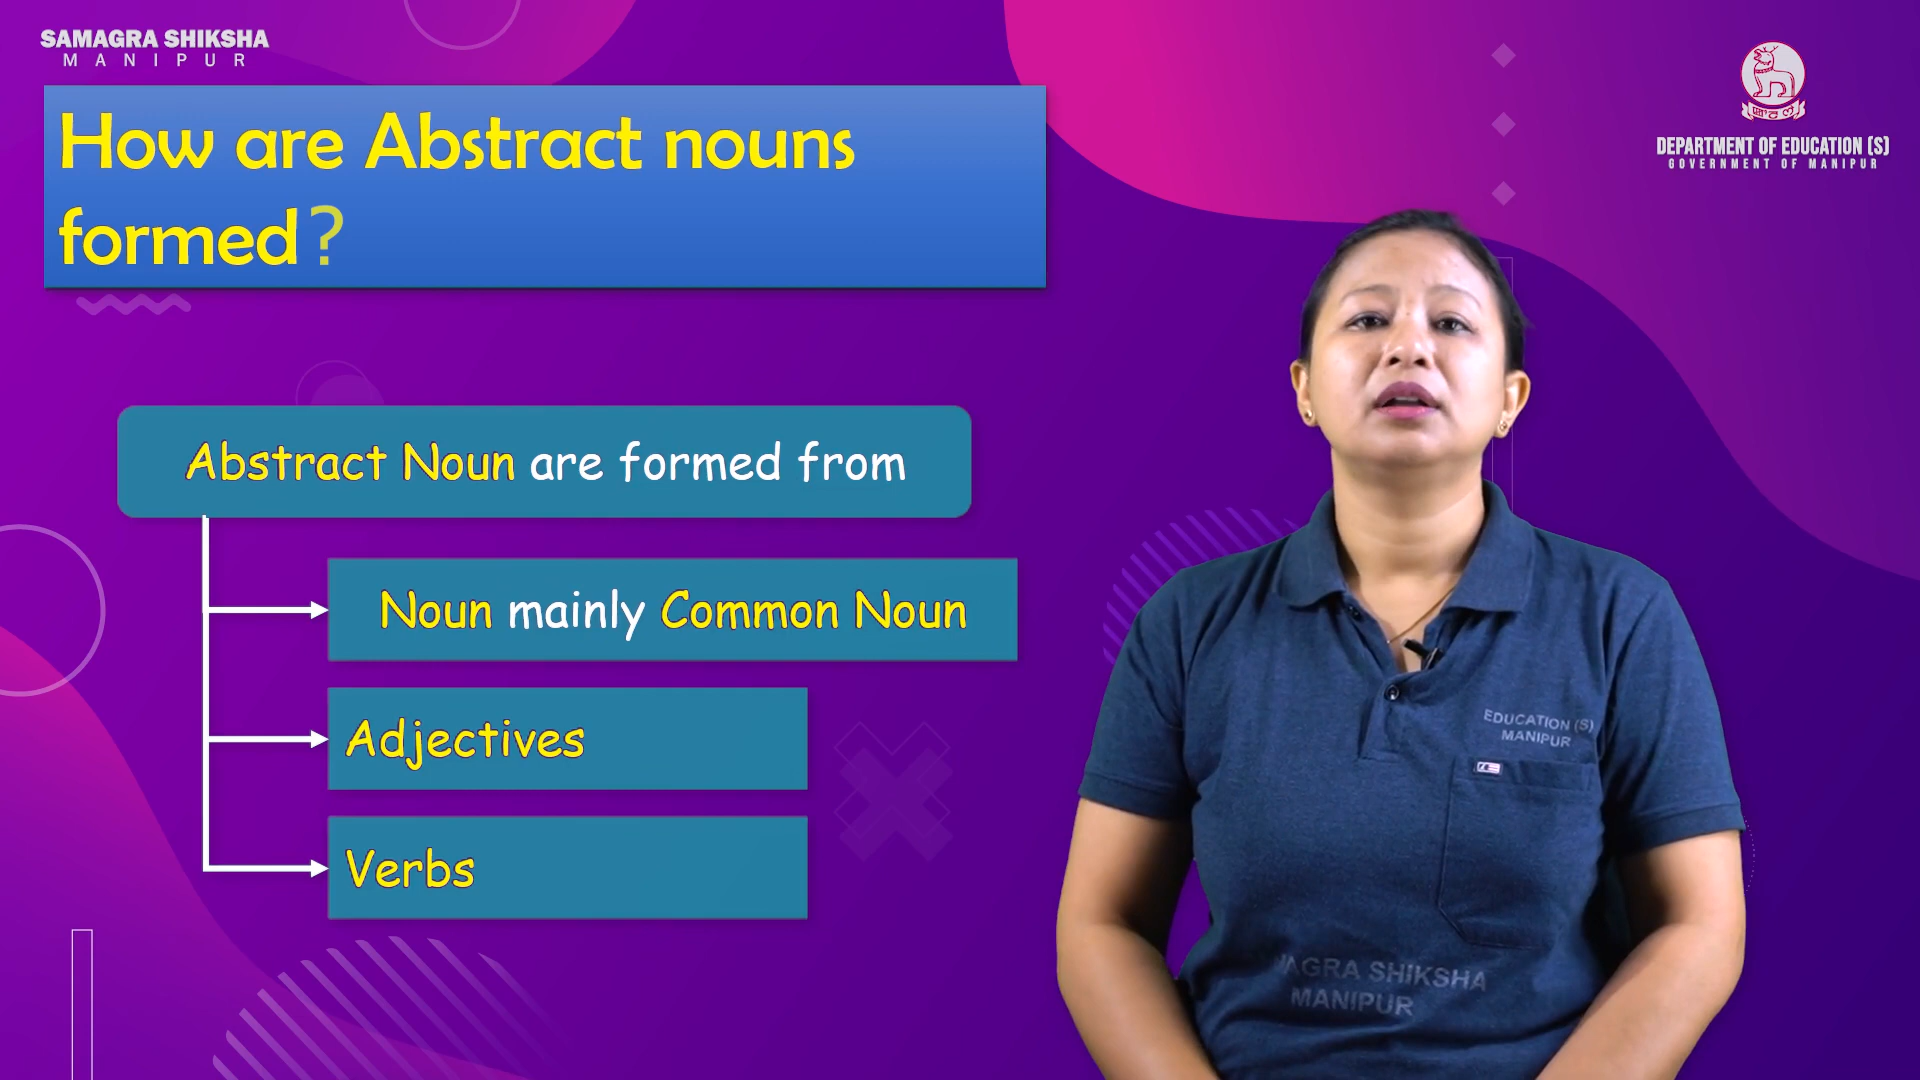 SAMAGRA SHIKSHA
MANIPUR
How are Abstract nouns
formed?
DEPARTMENT OF EDUCATION (S)
GOVERNMENT OF MANIPUR
Abstract Noun are formed from
Noun mainly Common Noun
Adjectives
Verbs
EDUCATION (S)
MANIPUR
SHIKSHA
MANIPUR